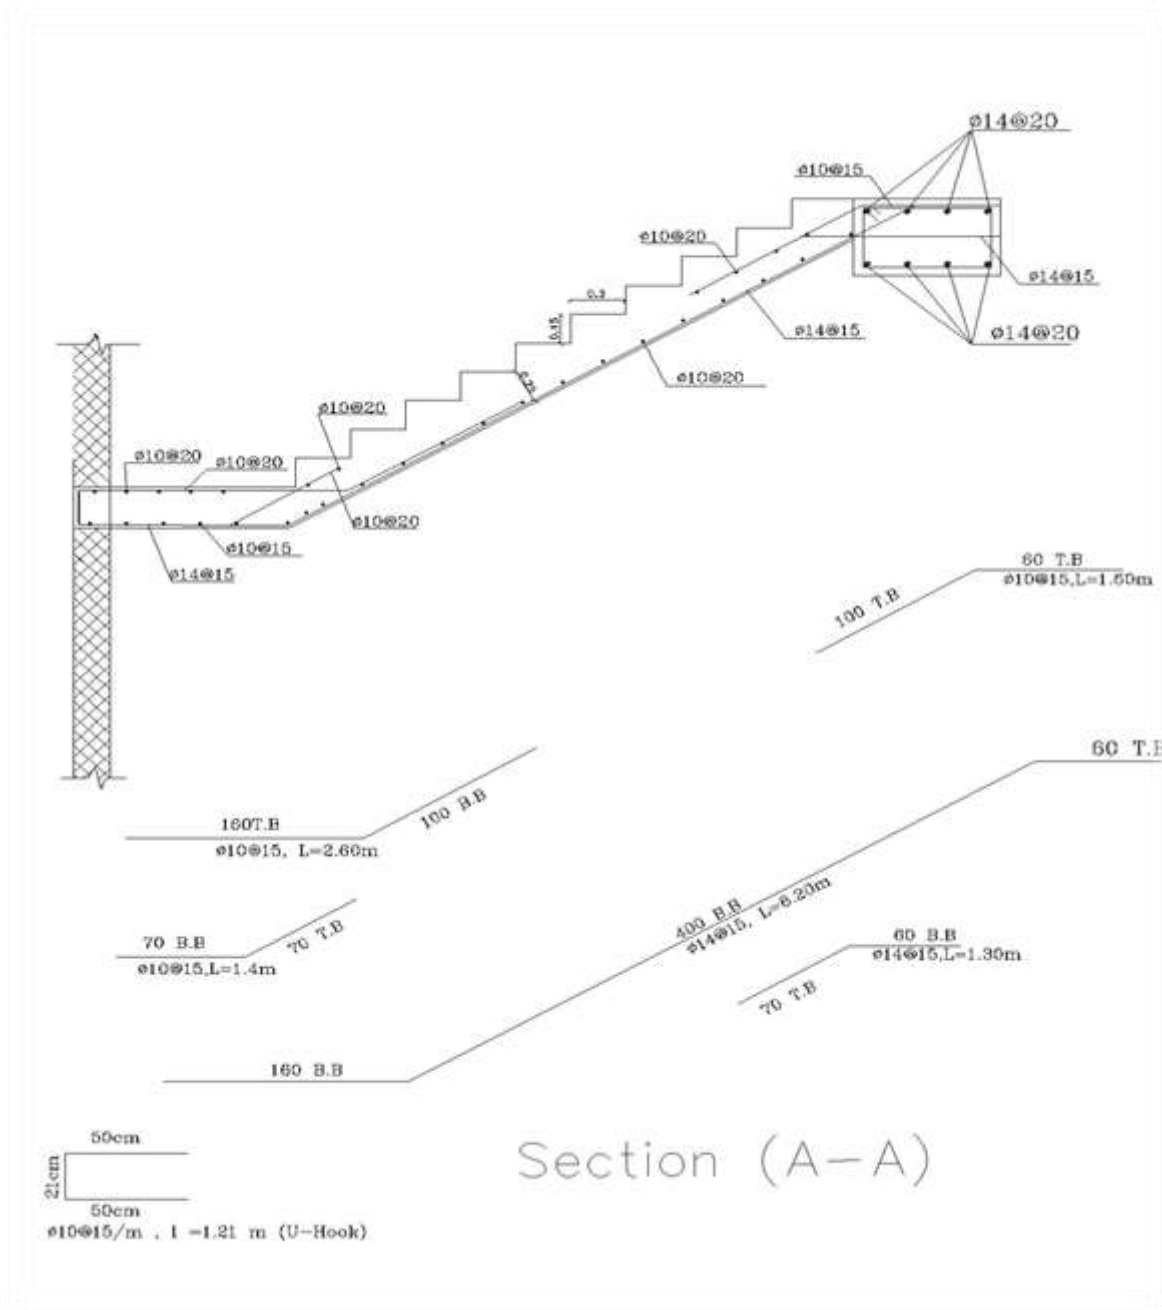 ø14@20
ø10@15
ø10@20
ø14@15
0.3
0.15
ø14@15
ø14@20
ø10@20
0.25
ø10@20
ø10@20
ø10@20
ø10@20
ø10@15
ø14@15
60 T.B
ø10@15,L=1.60m
100 T.B
60 T.B
160T.B
100 B.B
ø10@15, L=2.60m
400 B.B
ø14@15, L=6.20m
70 B.B
70 T.B
ø10@15,L=1.4m
60 B.B
ø14@15,L=1.30m
70 T.B
160 B.B
50cm
21cm
50cm
ø10@15/m , l =1.21 m (U-Hook)
Section (A-A)